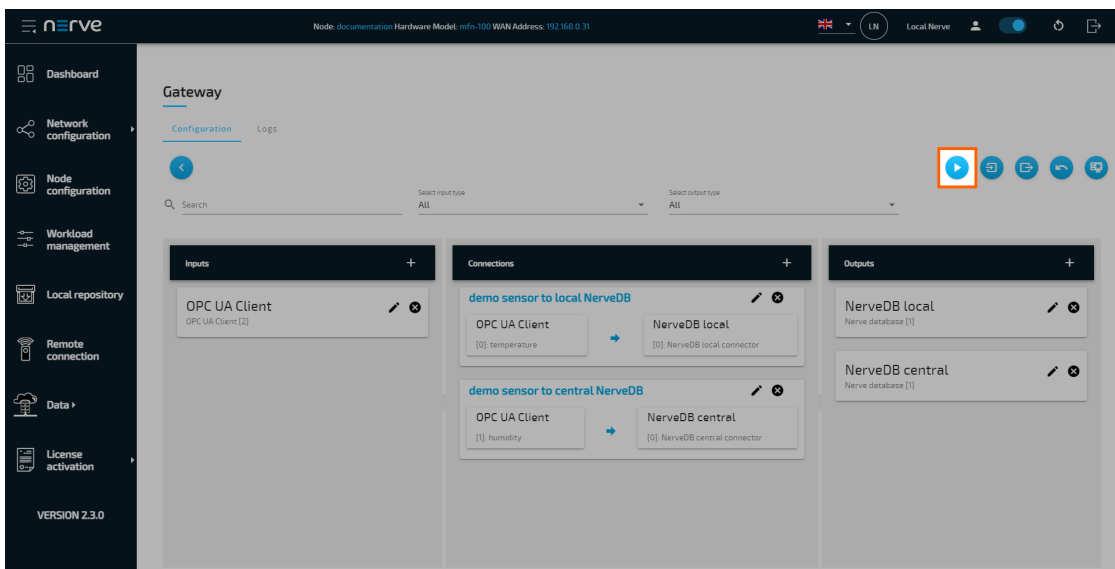 nerve
Node: documentation Hardware Model: mfn-100 WAN Address: 192.168.0.31
LN
Local Nerve
Dashboard
Network
configuration
Node
configuration
Workload
management
Local repository
Remote
connection
Data
License
activation
VERSION 2.3.0
Gateway
Configuration
Logs
Search
Select input type
All
Select output type
All
Inputs
+
OPC UA Client
OPC UA Client [2]
Connections
+
demo sensor to local NerveDB
OPC UA Client
[0]: temperature
NerveDB local
[0]: NerveDB local connector
demo sensor to central NerveDB
OPC UA Client
[1]: humidity
NerveDB central
[0]: NerveDB central connector
Outputs
+
NerveDB local
Nerve database [1]
NerveDB central
Nerve database [1]